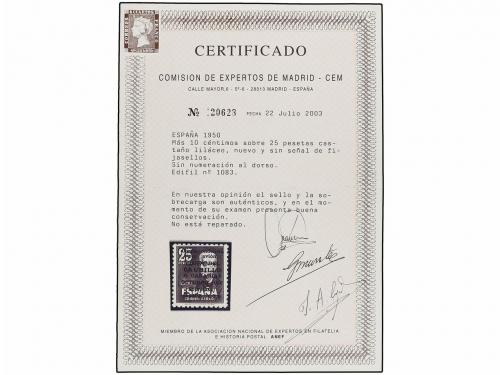 CERTIFICADO
COMISION DE EXPERTOS DE MADRID - CEM
CALLE MAYOR, 6 - 5º-6 - 28013 MADRID - ESPAÑA
Nº 20623 FECHA 22 Julio 2003
ESPAÑA 1950
Más 10 céntimos sobre 25 pesetas cas-
taño liláceo, nuevo y sin señal de fi-
jasellos.
Sin numeración al dorso.
Edifil nº 1083.
En nuestra opinión el sello y la so-
brecarga son auténticos, y en el mo-
mento de su examen presenta buena
conservación.
No está reparado.
25
CAUDILLO
ESPAÑA
MIEMBRO DE LA ASOCIACION NACIONAL DE EXPERTOS EN FILATELIA
E HISTORIA POSTAL ANEF